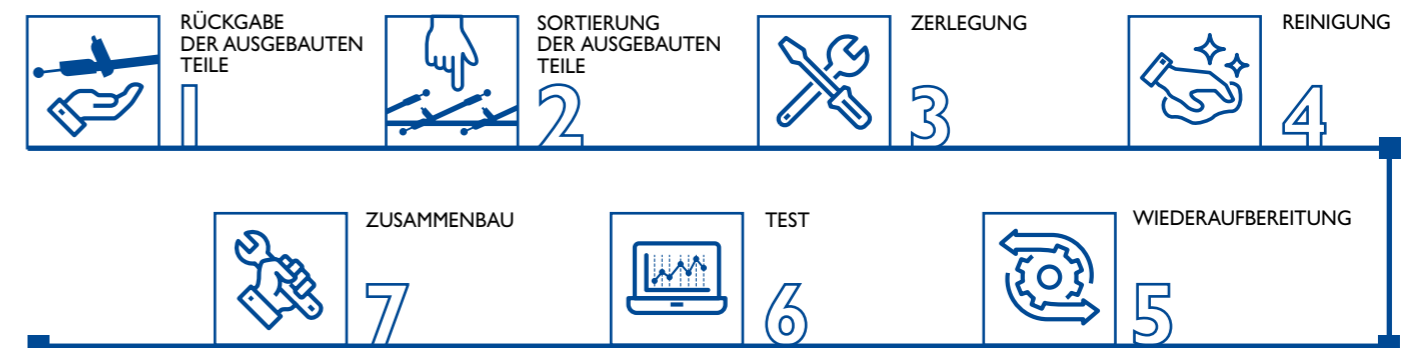 RÜCKGABE
DER AUSGEBAUTEN
TEILE
1
SORTIERUNG
DER AUSGEBAUTEN
TEILE
2
ZERLEGUNG
3
REINIGUNG
4
WIEDERAUFBEREITUNG
5
TEST
6
ZUSAMMENBAU
7